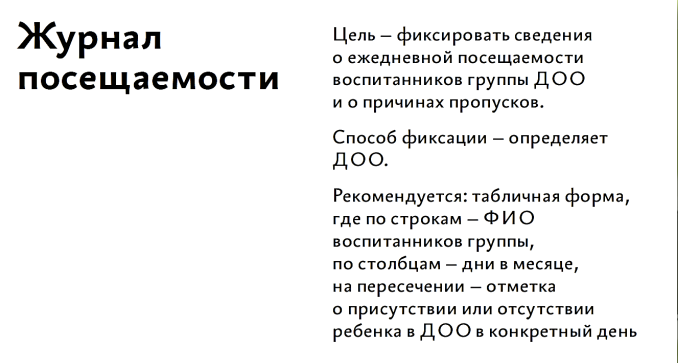 Журнал
посещаемости
Цель – фиксировать сведения
о ежедневной посещаемости
воспитанников группы ДОО
и о причинах пропусков.
Способ фиксации – определяет
ДОО.
Рекомендуется: табличная форма,
где по строкам – ФИО
воспитанников группы,
по столбцам – дни в месяце,
на пересечении – отметка
о присутствии или отсутствии
ребенка в ДОО в конкретный день